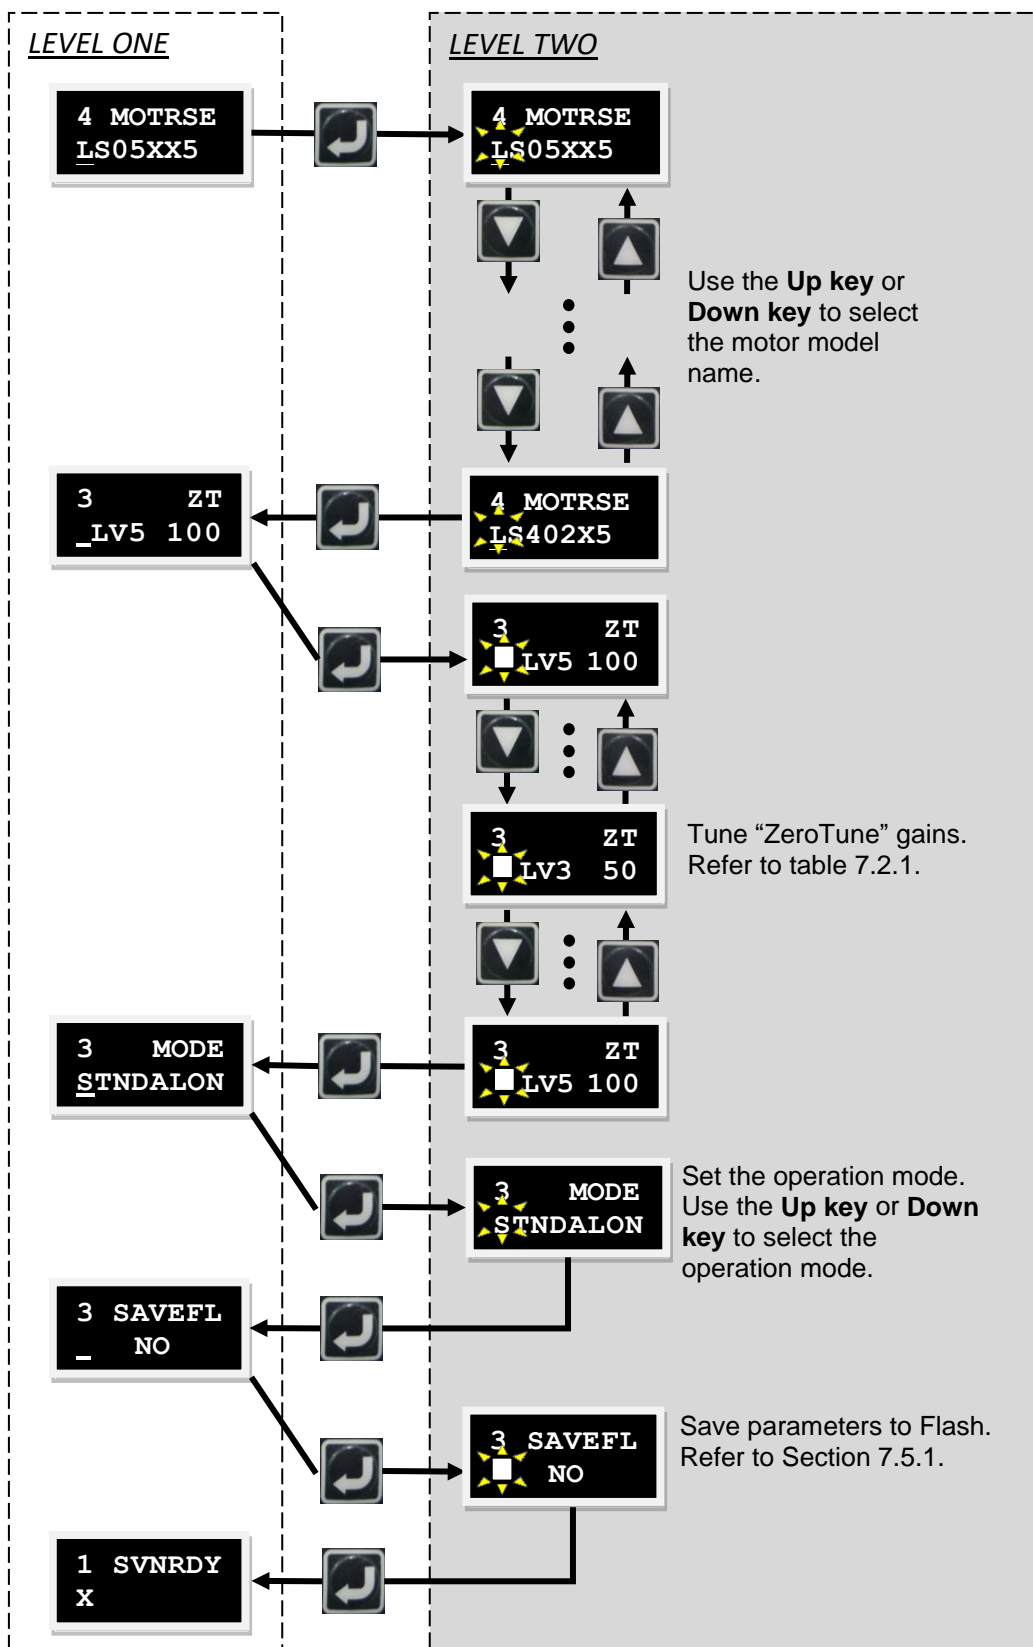 LEVEL ONE
LEVEL TWO
4 MOTRSE
LS05XX5
4 MOTRSE
LS05XX5
Use the Up key or
Down key to select
the motor model
name.
3 ZT
_LV5 100
4 MOTRSE
LS402X5
3 ZT
LV5 100
3 ZT
LV3 50
Tune “ZeroTune” gains.
Refer to table 7.2.1.
3 MODE
STNDALON
3 ZT
LV5 100
3 MODE
STNDALON
Set the operation mode.
Use the Up key or Down
key to select the
operation mode.
3 SAVEFL
_ NO
3 SAVEFL
NO
Save parameters to Flash.
Refer to Section 7.5.1.
1 SVNRDY
X